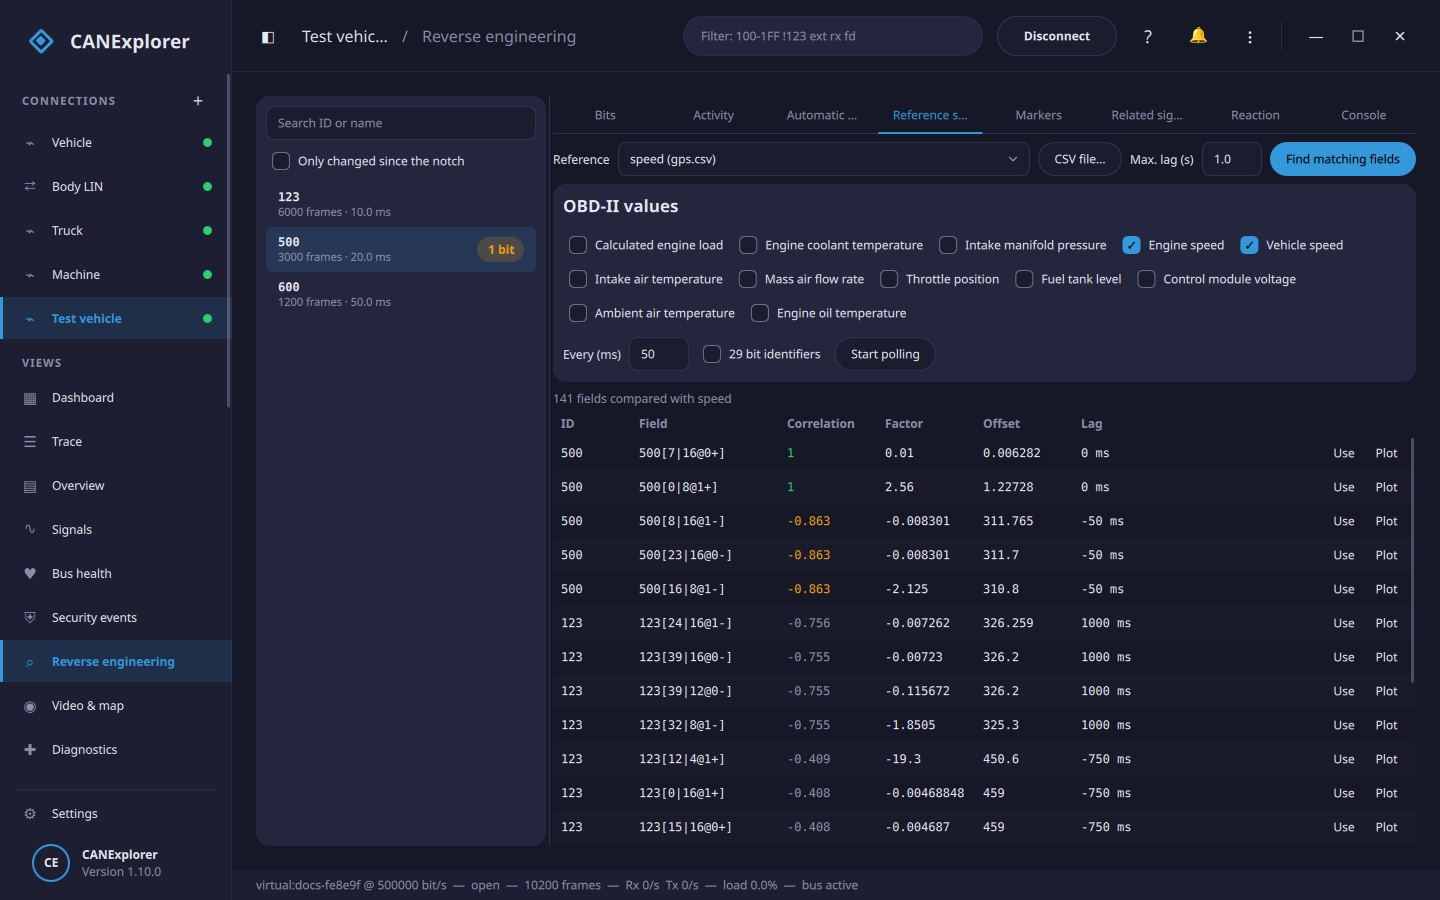 CANExplorer
Test vehic... / Reverse engineering
Filter: 100-1FF !123 ext rx fd
Disconnect
?
CONNECTIONS +
Vehicle
Body LIN
Truck
Machine
Test vehicle
VIEWS
Dashboard
Trace
Overview
Signals
Bus health
Security events
Reverse engineering
Video & map
Diagnostics
Settings
CE
CANExplorer
Version 1.10.0
Search ID or name
Only changed since the notch
123
6000 frames · 10.0 ms
500
3000 frames · 20.0 ms
1 bit
600
1200 frames · 50.0 ms
Bits Activity Automatic ... Reference s... Markers Related sig... Reaction Console
Reference speed (gps.csv) CSV file... Max. lag (s) 1.0 Find matching fields
OBD-II values
Calculated engine load Engine coolant temperature Intake manifold pressure Engine speed Vehicle speed
Intake air temperature Mass air flow rate Throttle position Fuel tank level Control module voltage
Ambient air temperature Engine oil temperature
Every (ms) 50 29 bit identifiers Start polling
141 fields compared with speed
ID Field Correlation Factor Offset Lag
500 500[7|16@0+] 1 0.01 0.006282 0 ms Use Plot
500 500[0|8@1+] 1 2.56 1.22728 0 ms Use Plot
500 500[8|16@1-] -0.863 -0.008301 311.765 -50 ms Use Plot
500 500[23|16@0-] -0.863 -0.008301 311.7 -50 ms Use Plot
500 500[16|8@1-] -0.863 -2.125 310.8 -50 ms Use Plot
123 123[24|16@1-] -0.756 -0.007262 326.259 1000 ms Use Plot
123 123[39|16@0-] -0.755 -0.00723 326.2 1000 ms Use Plot
123 123[39|12@0-] -0.755 -0.115672 326.2 1000 ms Use Plot
123 123[32|8@1-] -0.755 -1.8505 325.3 1000 ms Use Plot
123 123[12|4@1+] -0.409 -19.3 450.6 -750 ms Use Plot
123 123[0|16@1+] -0.408 -0.00468848 459 -750 ms Use Plot
123 123[15|16@0+] -0.408 -0.004687 459 -750 ms Use Plot
virtual:docs-fe8e9f @ 500000 bit/s — open — 10200 frames — Rx 0/s Tx 0/s — load 0.0% — bus active